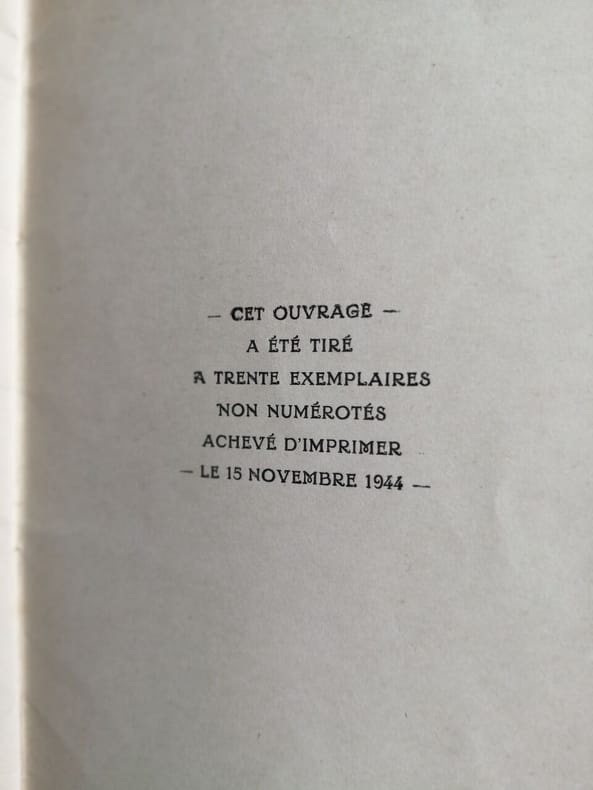 — CET OUVRAGE —
A ÉTÉ TIRÉ
A TRENTE EXEMPLAIRES
NON NUMÉROTÉS
ACHEVÉ D'IMPRIMER
— LE 15 NOVEMBRE 1944 —